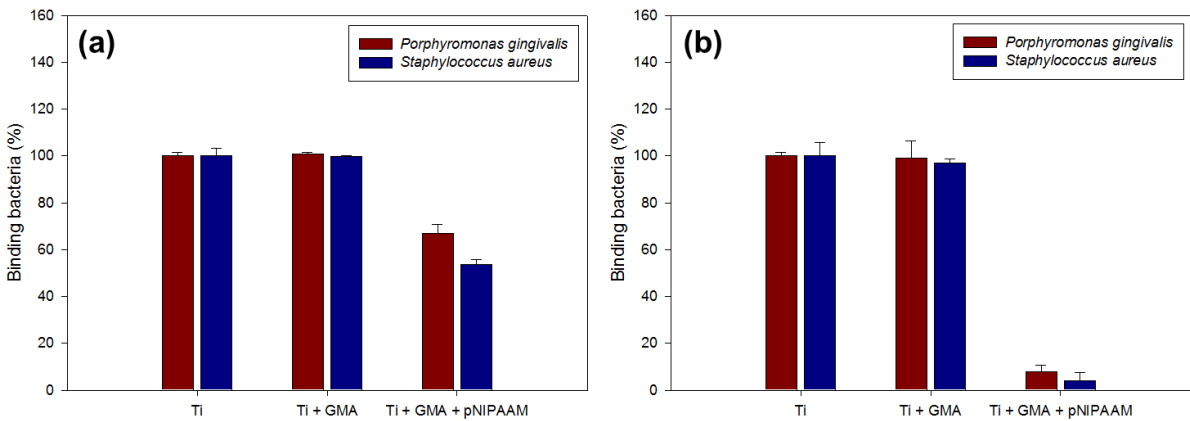 (a)
Porphyromonas gingivalis
Staphylococcus aureus
Binding bacteria (%)
160
140
120
100
80
60
40
20
0
Ti
Ti + GMA
Ti + GMA + pNIPAAM
(b)
Porphyromonas gingivalis
Staphylococcus aureus
Binding bacteria (%)
160
140
120
100
80
60
40
20
0
Ti
Ti + GMA
Ti + GMA + pNIPAAM